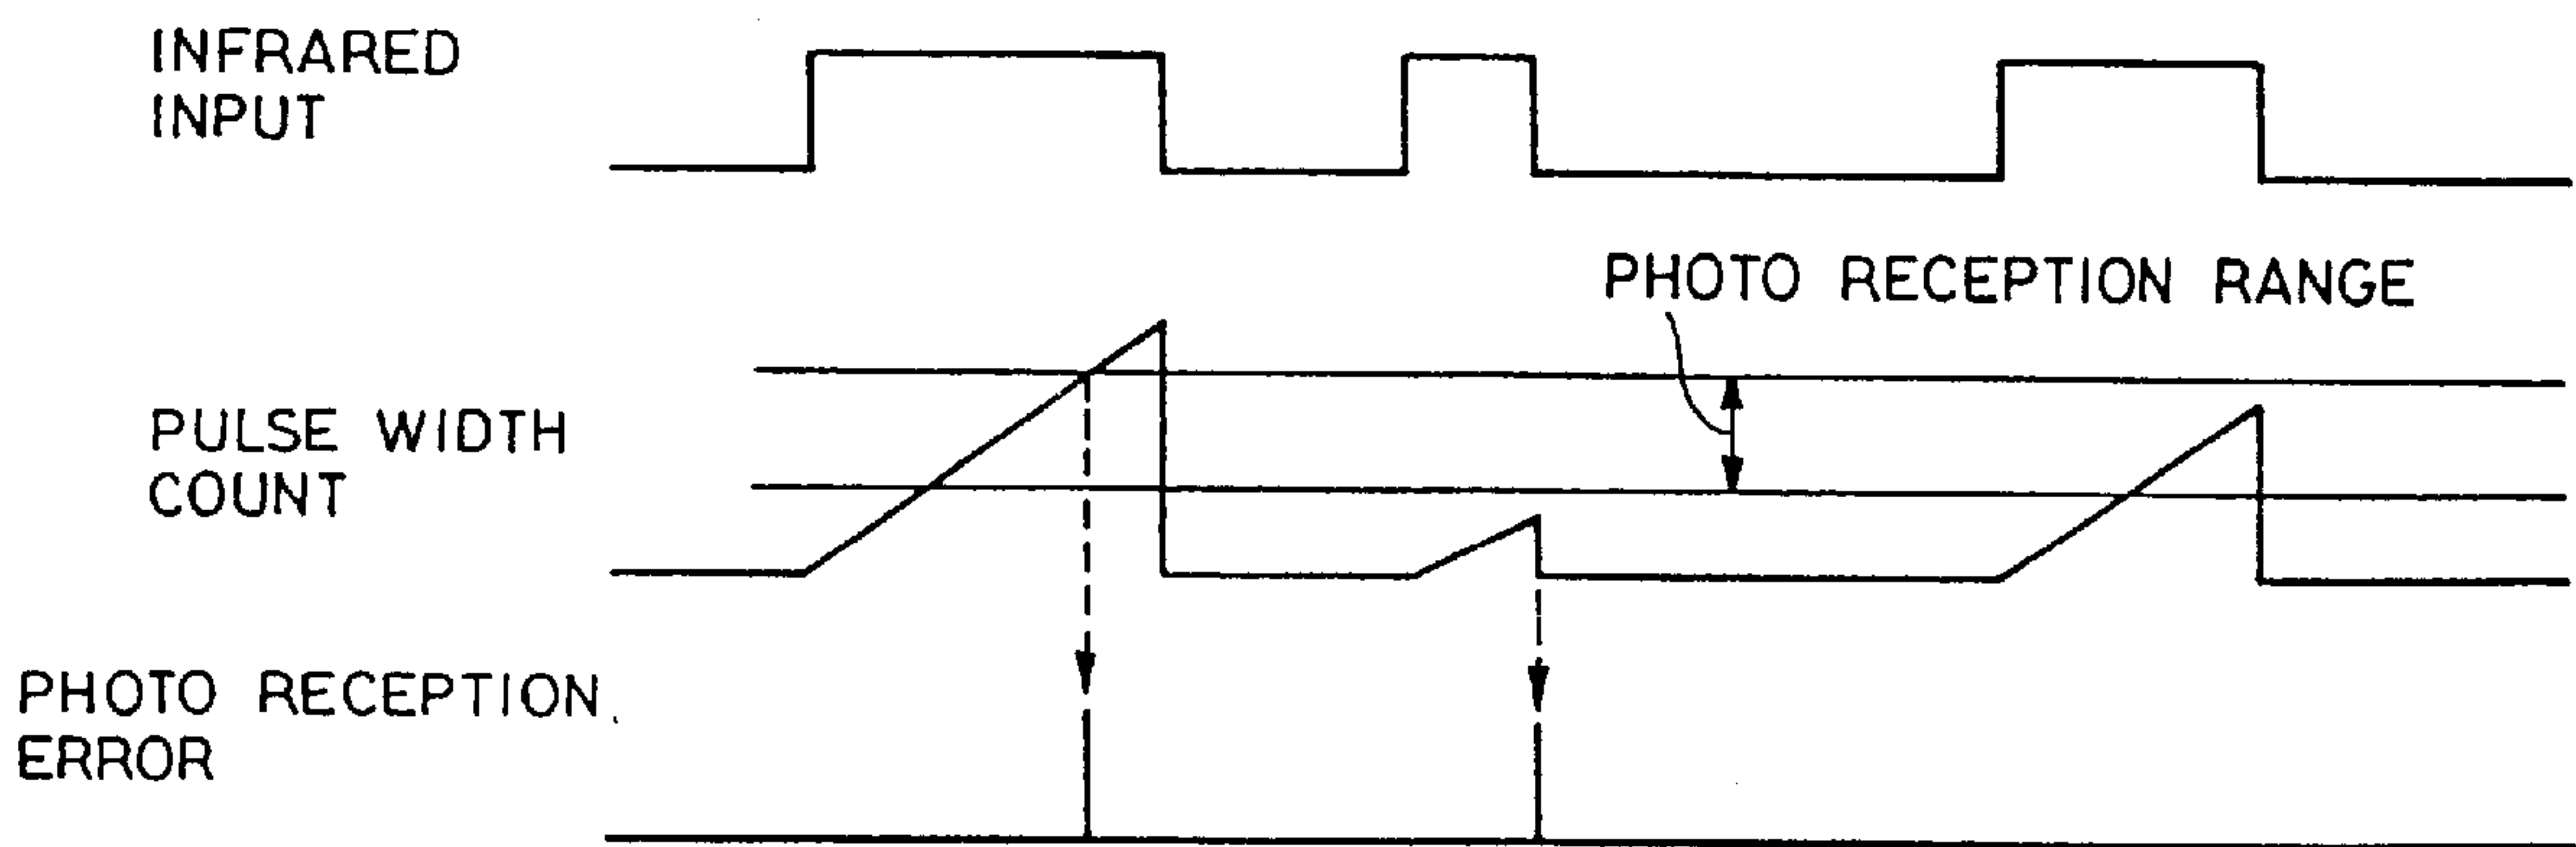 INFRARED
INPUT
PHOTO RECEPTION RANGE
PULSE WIDTH
COUNT
PHOTO RECEPTION
ERROR